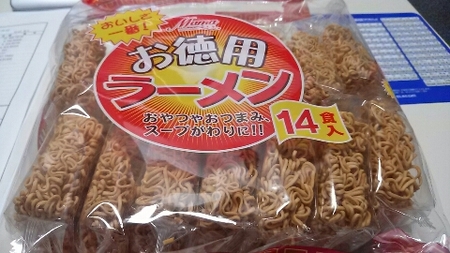 おいしさ
一番!
お徳用
ラーメン
おやつやおつまみ、
スープがわりに!!
14食入